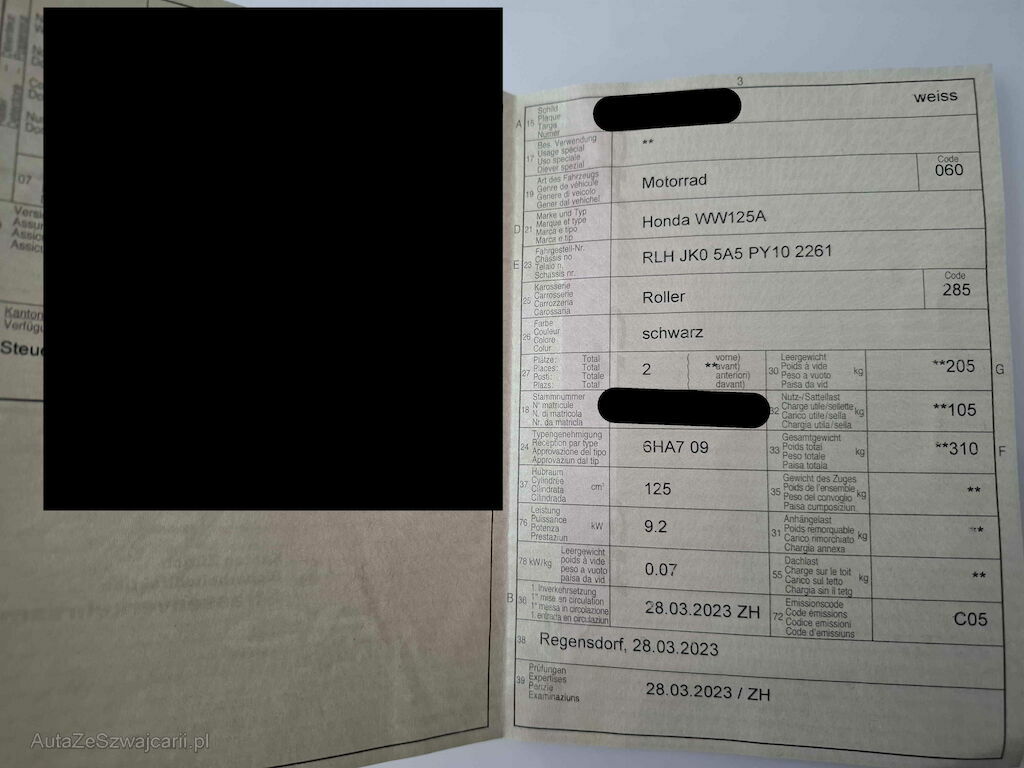 3
A 15 Schild
Plaque
Targa
Numer
weiss
17 Bes. Verwendung
Usage spécial
Uso speciale
Diever spezial
**
19 Art des Fahrzeugs
Genre de véhicule
Genere di veicolo
Gener dal vehichel
Motorrad
Code
060
D 21 Marke und Typ
Marque et type
Marca e tipo
Marca e tip
Honda WW125A
E 23 Fahrgestell-Nr.
Châssis no
Telaio n.
Schassis nr.
RLH JK0 5A5 PY10 2261
25 Karosserie
Carrosserie
Carrozzeria
Carossaria
Roller
Code
285
26 Farbe
Couleur
Colore
Colur
schwarz
27 Plätze: Total
Places: Total
Posti: Totale
Plazs: Total
2
( vorne)
**avant)
anteriori)
davant)
30 Leergewicht
Poids à vide
Peso a vuoto
Paisa da vid
kg
**205
G
18 Stammnummer
N° matricule
N. di matricola
Nr. da matricla
32 Nutz-/Sattellast
Charge utile/sellette
Carico utile/sella
Chargia utila/sella
kg
**105
24 Typengenehmigung
Réception par type
Approvazione del tipo
Approvaziun dal tip
6HA7 09
33 Gesamtgewicht
Poids total
Peso totale
Paisa totala
kg
**310
F
37 Hubraum
Cylindrée
Cilindrata
Cilindrada
cm³
125
35 Gewicht des Zuges
Poids de l'ensemble
Peso del convoglio
Paisa cumposiziun
kg
**
76 Leistung
Puissance
Potenza
Prestaziun
kW
9.2
31 Anhängelast
Poids remorquable
Carico rimorchiato
Chargia annexa
kg
**
78 kW/kg
Leergewicht
poids à vide
peso a vuoto
paisa da vid
0.07
55 Dachlast
Charge sur le toit
Carico sul tetto
Chargia sin il tetg
kg
**
B 36 1. Inverkehrsetzung
1re mise en circulation
1a messa in circolazione
1. entrada en circulaziun
28.03.2023 ZH
72 Emissionscode
Code émissions
Codice emissioni
Code d'emissiuns
C05
38 Regensdorf, 28.03.2023
39 Prüfungen
Expertises
Perizie
Examinaziuns
28.03.2023 / ZH
07
Kanton
Verfügu
Steue
AutaZeSzwajcarii.pl